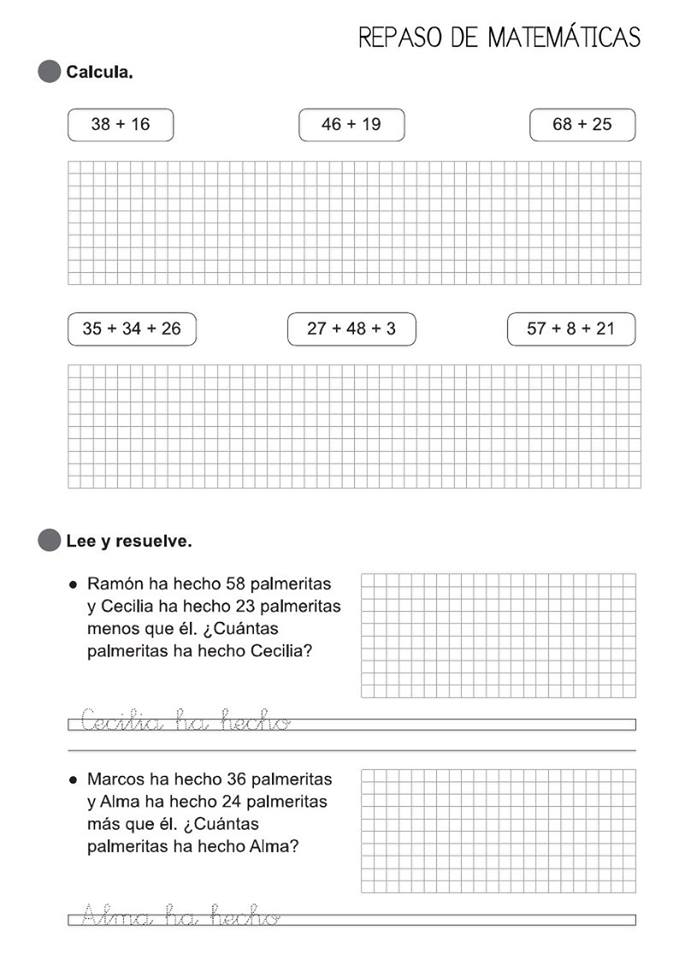 REPASO DE MATEMÁTICAS
Calcula.
38 + 16
46 + 19
68 + 25
35 + 34 + 26
27 + 48 + 3
57 + 8 + 21
Lee y resuelve.
• Ramón ha hecho 58 palmeritas
y Cecilia ha hecho 23 palmeritas
menos que él. ¿Cuántas
palmeritas ha hecho Cecilia?
Cecilia ha hecho
• Marcos ha hecho 36 palmeritas
y Alma ha hecho 24 palmeritas
más que él. ¿Cuántas
palmeritas ha hecho Alma?
Alma ha hecho